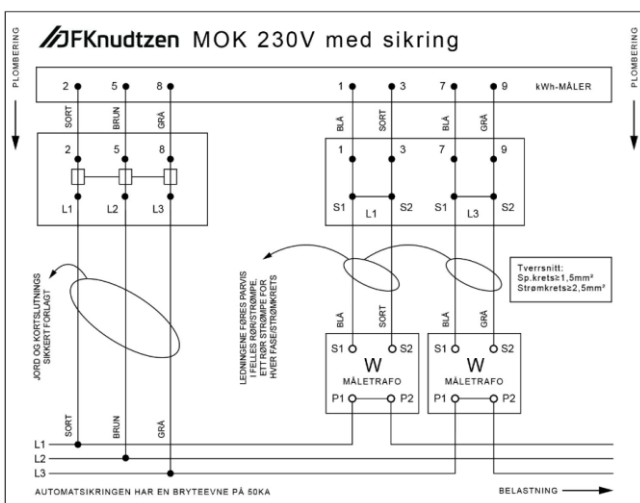 FKnudtzen MOK 230V med sikring
PLOMBERING
PLOMBERING
2 5 8 1 3 7 9 kWh-MÅLER
SORT BRUN GRÅ BLÅ SORT BLÅ GRÅ
2 5 8 1 3 7 9
L1 L2 L3 S1 L1 S2 S1 L3 S2
JORD OG KORTSLUTNINGS
SIKKERT FORLAGT
LEDNINGENE FØRES PARVIS
I FELLES RØR/STRØMPE,
ETT RØR STRØMPE FOR
HVER FASE/STRØMKRETS
Tverrsnitt:
Sp.krets≥1,5mm²
Strømkrets≥2,5mm²
BLÅ SORT BLÅ GRÅ
S1 S2 S1 S2
W W
MÅLETRAFO MÅLETRAFO
P1 P2 P1 P2
SORT BRUN GRÅ
L1
L2
L3
AUTOMATSIKRINGEN HAR EN BRYTEEVNE PÅ 50KA BELASTNING